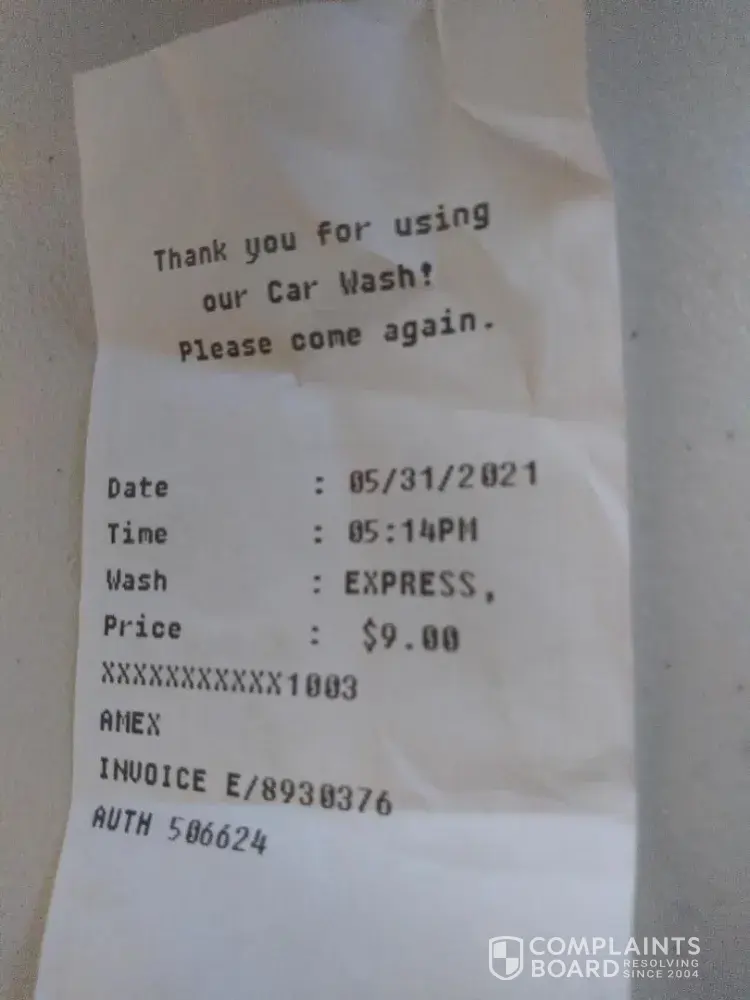 Thank you for using
our Car Wash!
Please come again.
Date : 05/31/2021
Time : 05:14PM
Wash : EXPRESS,
Price : $9.00
XXXXXXXXXXX1003
AMEX
INVOICE E/8930376
AUTH 506624
COMPLAINTS
BOARD RESOLVING
SINCE 2004